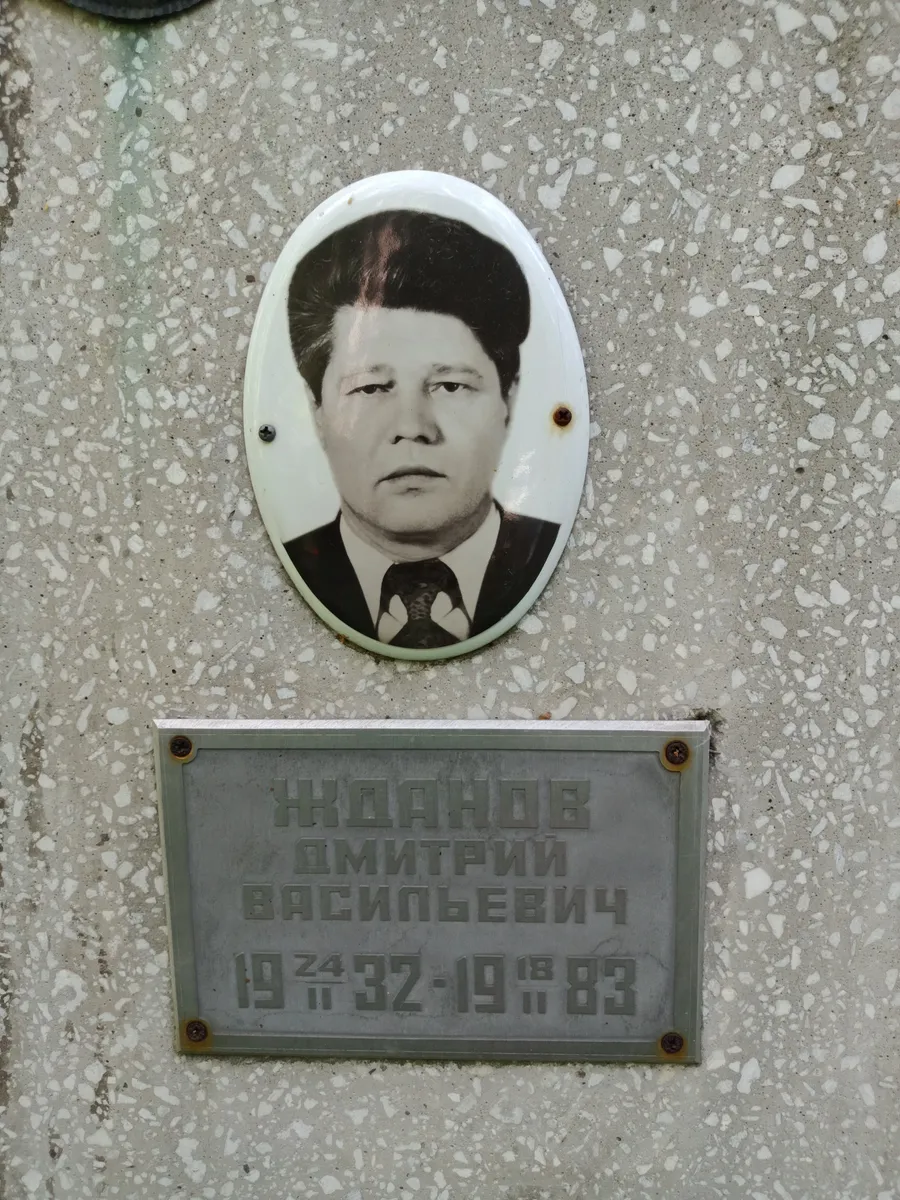 ЖДАНОВ
ДМИТРИЙ
ВАСИЛЬЕВИЧ
19 24/II 32 - 19 18/II 83